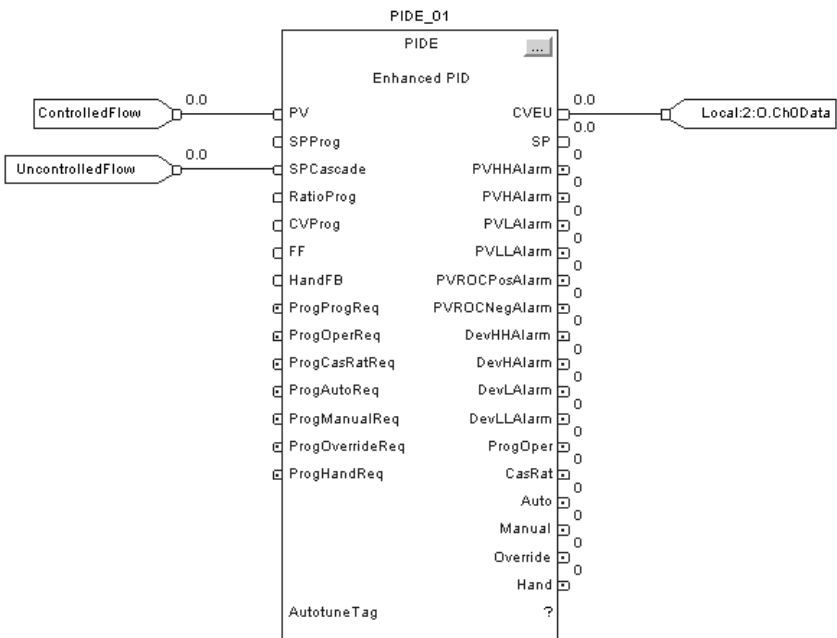 PIDE_01
PIDE
...
Enhanced PID
ControlledFlow 0.0 PV CVEU 0.0 Local:2:O.Ch0Data
SPProg SP 0.0
UncontrolledFlow 0.0 SPCascade PVHHAlarm 0
RatioProg PVHAlarm 0
CVProg PVLAlarm 0
FF PVLLAlarm 0
HandFB PVROCPosAlarm 0
ProgProgReq PVROCNegAlarm 0
ProgOperReq DevHHAlarm 0
ProgCasRatReq DevHAlarm 0
ProgAutoReq DevLAlarm 0
ProgManualReq DevLLAlarm 0
ProgOverrideReq ProgOper 0
ProgHandReq CasRat 0
Auto 0
Manual 0
Override 0
Hand 0
AutotuneTag ?